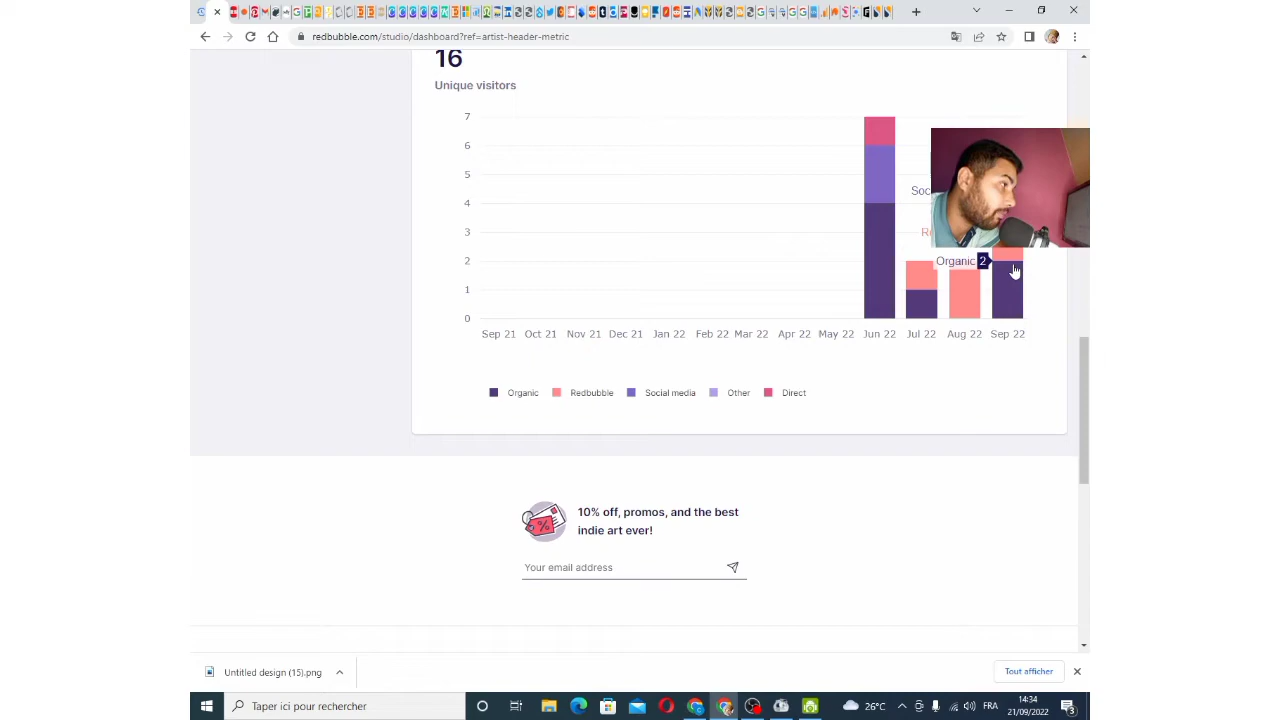 redbubble.com/studio/dashboard?ref=artist-header-metric
16
Unique visitors
7
6
5
4
3
2
1
0
Organic 2
Sep 21 Oct 21 Nov 21 Dec 21 Jan 22 Feb 22 Mar 22 Apr 22 May 22 Jun 22 Jul 22 Aug 22 Sep 22
Organic Redbubble Social media Other Direct
10% off, promos, and the best
indie art ever!
Your email address
Untitled design (15).png
Tout afficher
Taper ici pour rechercher
26°C
FRA
14:34
21/09/2022
3